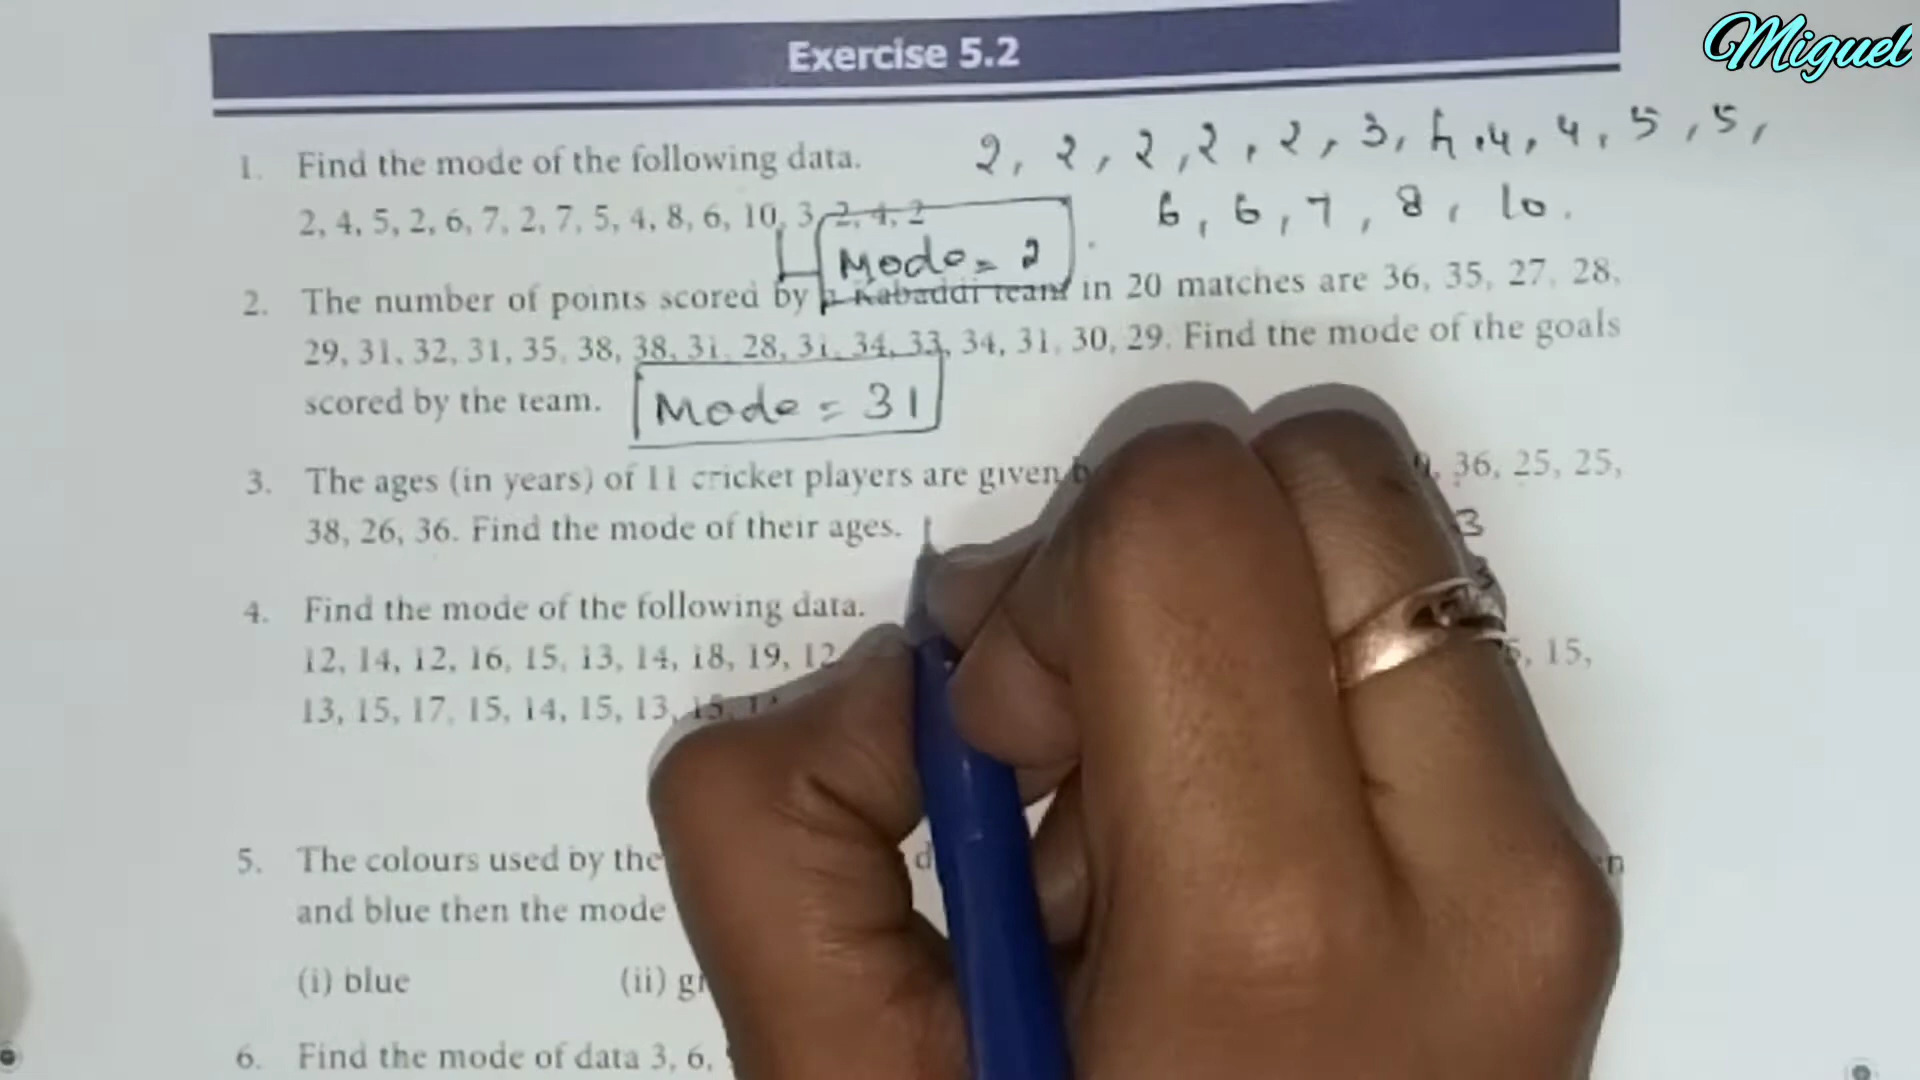 Miguel
Exercise 5.2
1. Find the mode of the following data.
2, 2, 2, 2, 2, 3, 4, 4, 4, 5, 5,
2, 4, 5, 2, 6, 7, 2, 7, 5, 4, 8, 6, 10, 3, 2, 4, 2
6, 6, 7, 8, 10.
Mode = 2
2. The number of points scored by a Kabaddi team in 20 matches are 36, 35, 27, 28,
29, 31, 32, 31, 35, 38, 38, 31, 28, 31, 34, 33, 34, 31, 30, 29. Find the mode of the goals
scored by the team.
Mode = 31
3. The ages (in years) of 11 cricket players are given 36, 25, 25,
38, 26, 36. Find the mode of their ages.
3
4. Find the mode of the following data.
12, 14, 12, 16, 15, 13, 14, 18, 19, 12 15,
13, 15, 17, 15, 14, 15, 13, 15,
5. The colours used by the
and blue then the mode
(i) blue (ii)
6. Find the mode of data 3, 6,